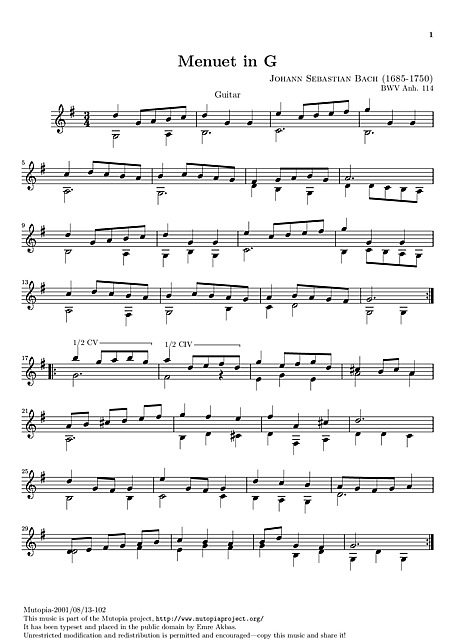 1
Menuet in G
Johann Sebastian Bach (1685-1750)
BWV Anh. 114
Guitar
3
4
5
9
13
1/2 CV
1/2 CIV
17
21
25
29
Mutopia-2001/08/13-102
This music is part of the Mutopia project, http://www.mutopiaproject.org/
It has been typeset and placed in the public domain by Emre Akbas.
Unrestricted modification and redistribution is permitted and encouraged—copy this music and share it!